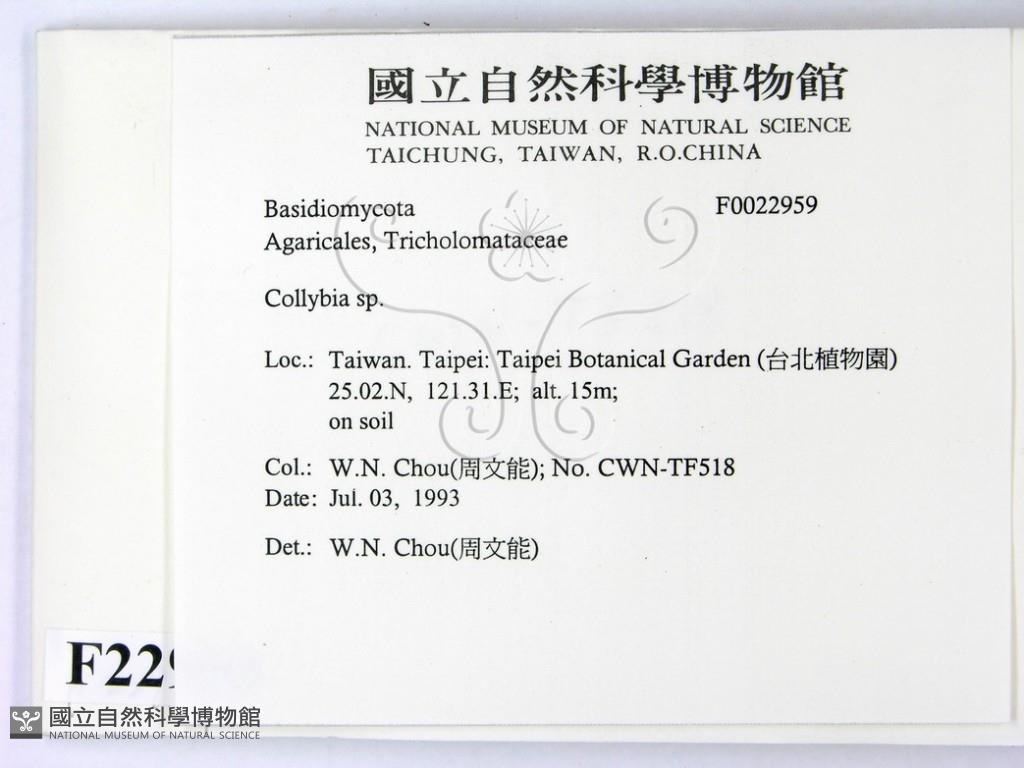 國立自然科學博物館
NATIONAL MUSEUM OF NATURAL SCIENCE
TAICHUNG, TAIWAN, R.O.CHINA
Basidiomycota F0022959
Agaricales, Tricholomataceae
Collybia sp.
Loc.: Taiwan. Taipei: Taipei Botanical Garden (台北植物園)
25.02.N, 121.31.E; alt. 15m;
on soil
Col.: W.N. Chou(周文能); No. CWN-TF518
Date: Jul. 03, 1993
Det.: W.N. Chou(周文能)
F229
國立自然科學博物館
NATIONAL MUSEUM OF NATURAL SCIENCE